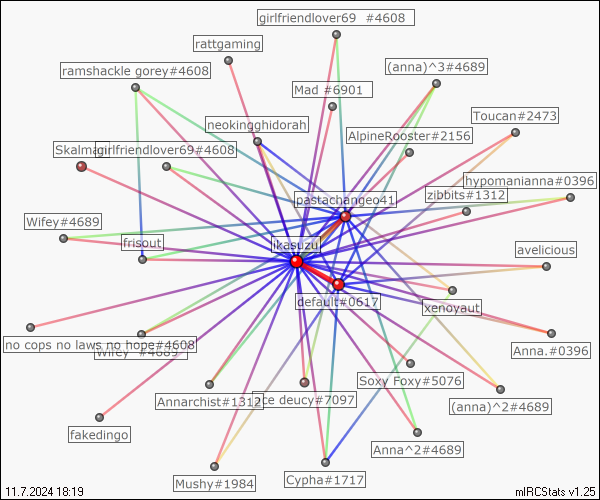 girlfriendlover69 #4608
rattgaming
ramshackle gorey#4608
(anna)^3#4689
Mad #6901
Toucan#2473
neokingghidorah
AlpineRooster#2156
Skalma
girlfriendlover69#4608
hypomanianna#0396
zibbits#1312
pastachangeo41
Wifey#4689
frisout
ikasuzu
avelicious
default#0617
xenoyaut
no cops no laws no hope#4608
Wifey #4689
Anna.#0396
Soxy Foxy#5076
Annarchist#1312
ce deucy#7097
(anna)^2#4689
fakedingo
Anna^2#4689
Mushy#1984
Cypha#1717
11.7.2024 18:19
mIRCStats v1.25